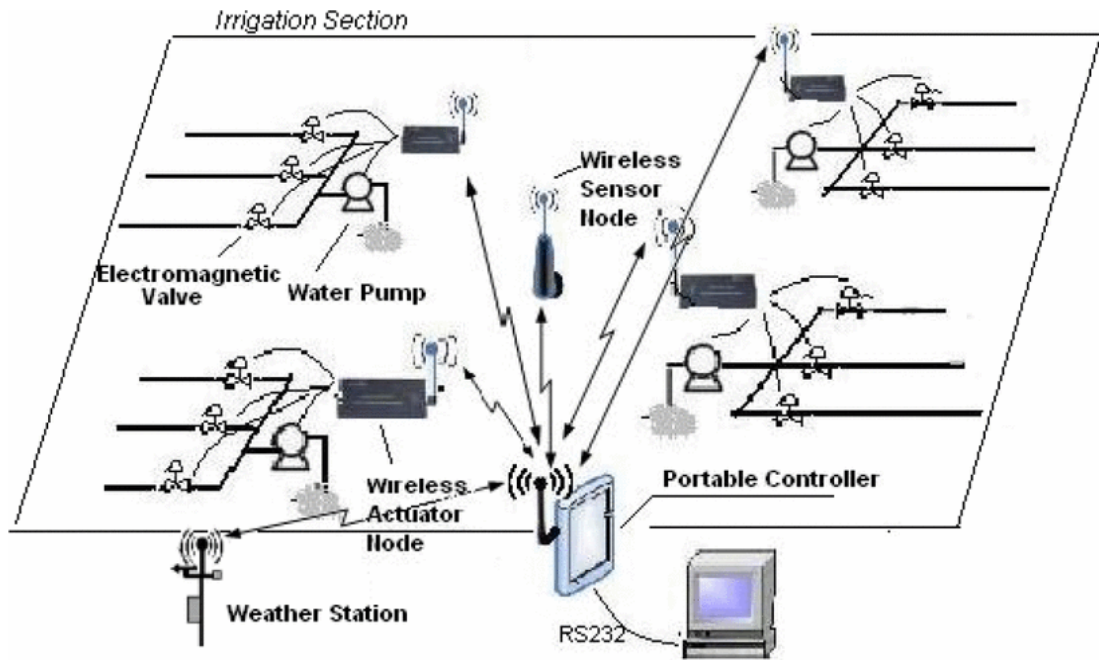 Irrigation Section
Wireless
Sensor
Node
Electromagnetic
Valve
Water Pump
Wireless
Actuator
Node
Portable Controller
Weather Station
RS232